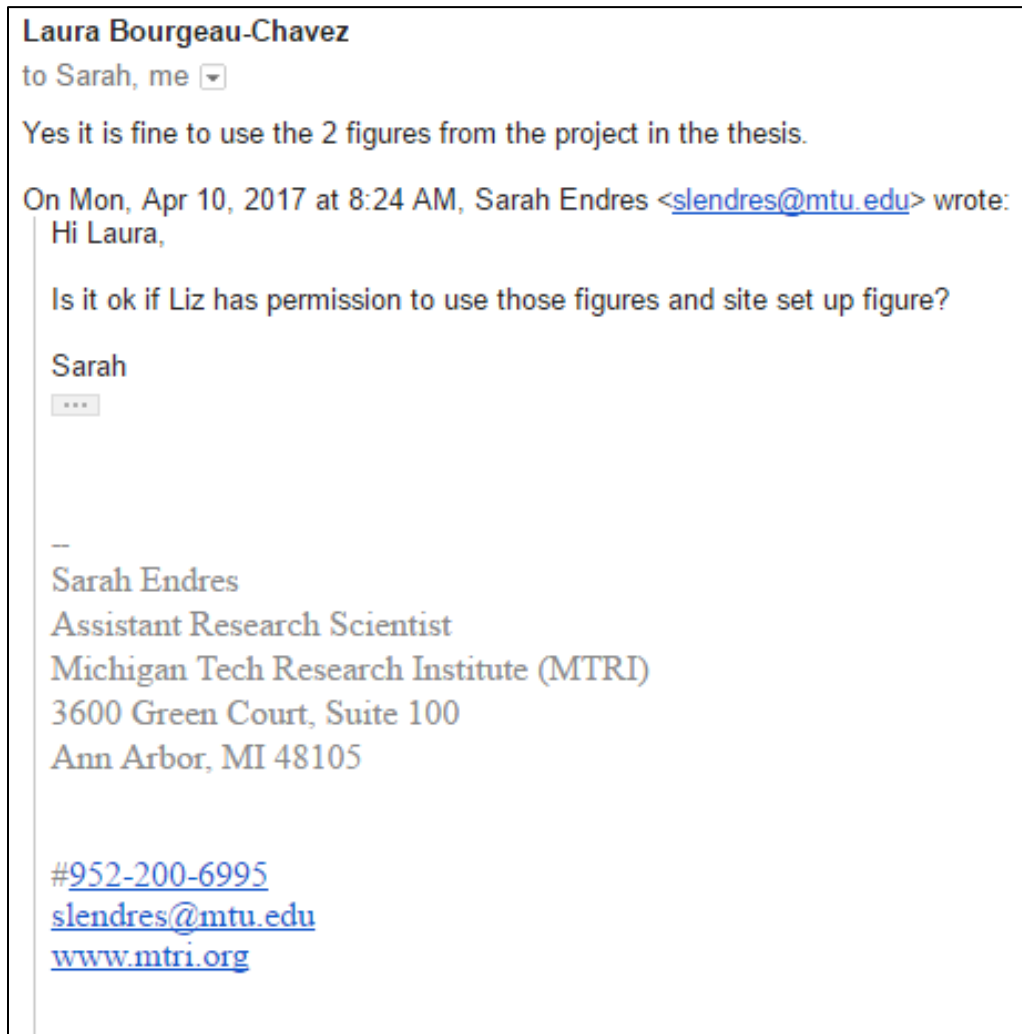 Laura Bourgeau-Chavez
to Sarah, me
Yes it is fine to use the 2 figures from the project in the thesis.
On Mon, Apr 10, 2017 at 8:24 AM, Sarah Endres <slendres@mtu.edu> wrote:
Hi Laura,
Is it ok if Liz has permission to use those figures and site set up figure?
Sarah
...
--
Sarah Endres
Assistant Research Scientist
Michigan Tech Research Institute (MTRI)
3600 Green Court, Suite 100
Ann Arbor, MI 48105
#952-200-6995
slendres@mtu.edu
www.mtri.org